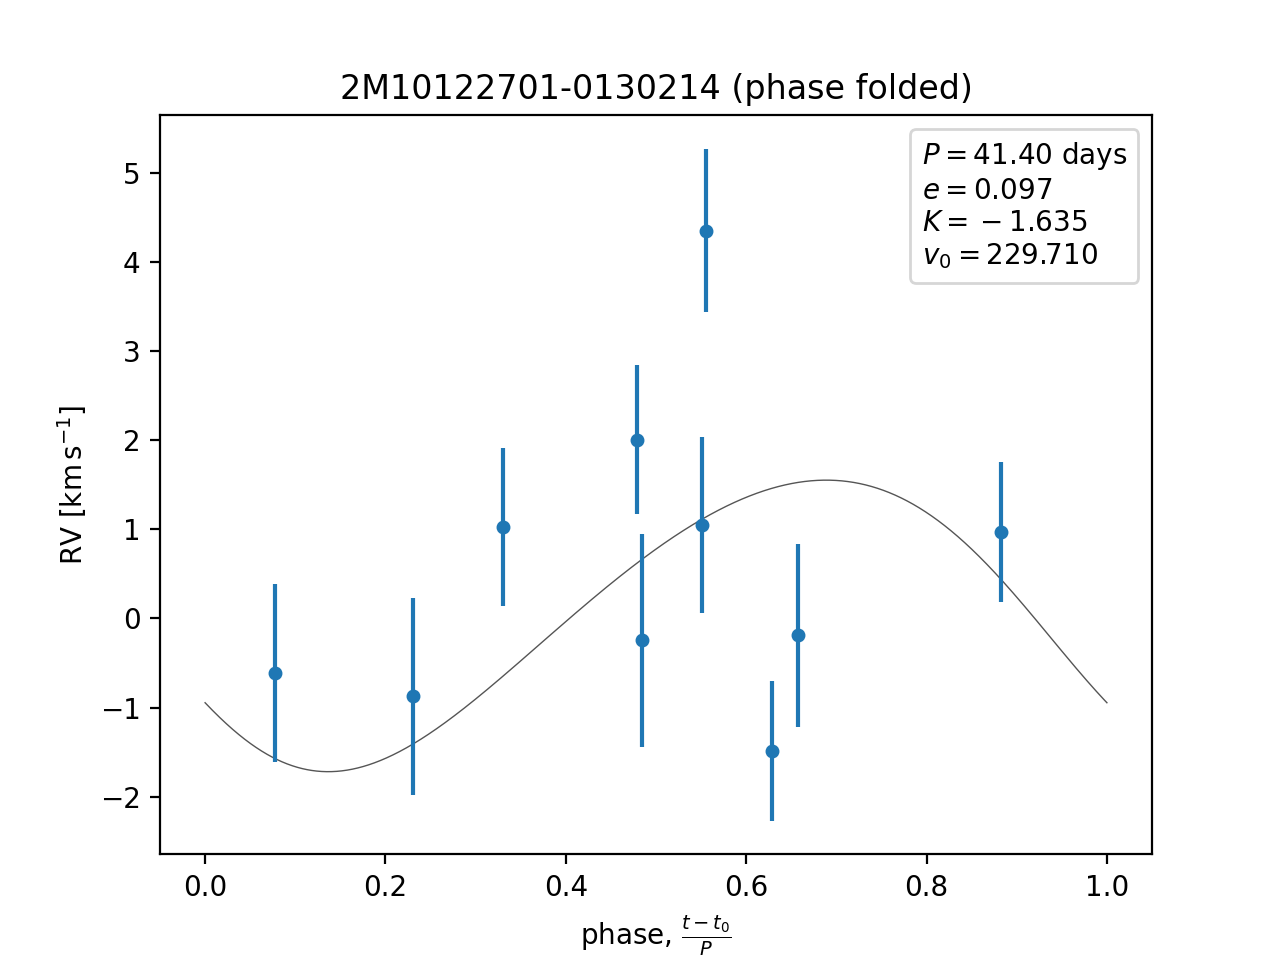 2M10122701-0130214 (phase folded)
P = 41.40 days
e = 0.097
K = −1.635
v₀ = 229.710
RV [km s⁻¹]
5
4
3
2
1
0
−1
−2
0.0 0.2 0.4 0.6 0.8 1.0
phase, (t − t₀)/P